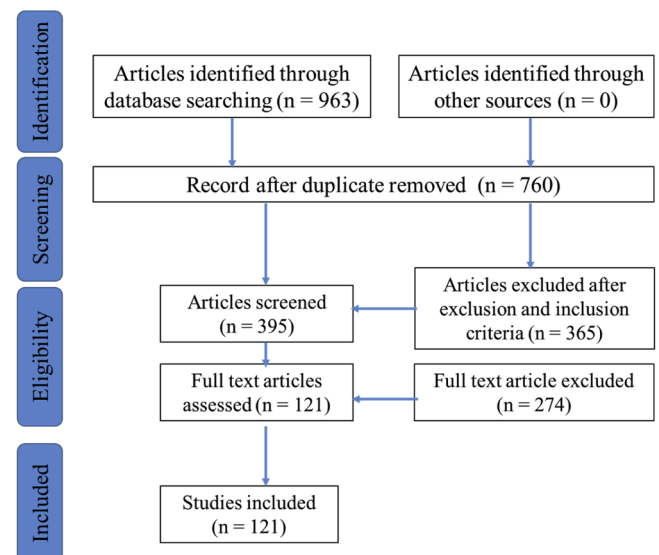 Identification
Articles identified through
database searching (n = 963)
Articles identified through
other sources (n = 0)
Screening
Record after duplicate removed (n = 760)
Eligibility
Articles screened
(n = 395)
Articles excluded after
exclusion and inclusion
criteria (n = 365)
Full text articles
assessed (n = 121)
Full text article excluded
(n = 274)
Included
Studies included
(n = 121)